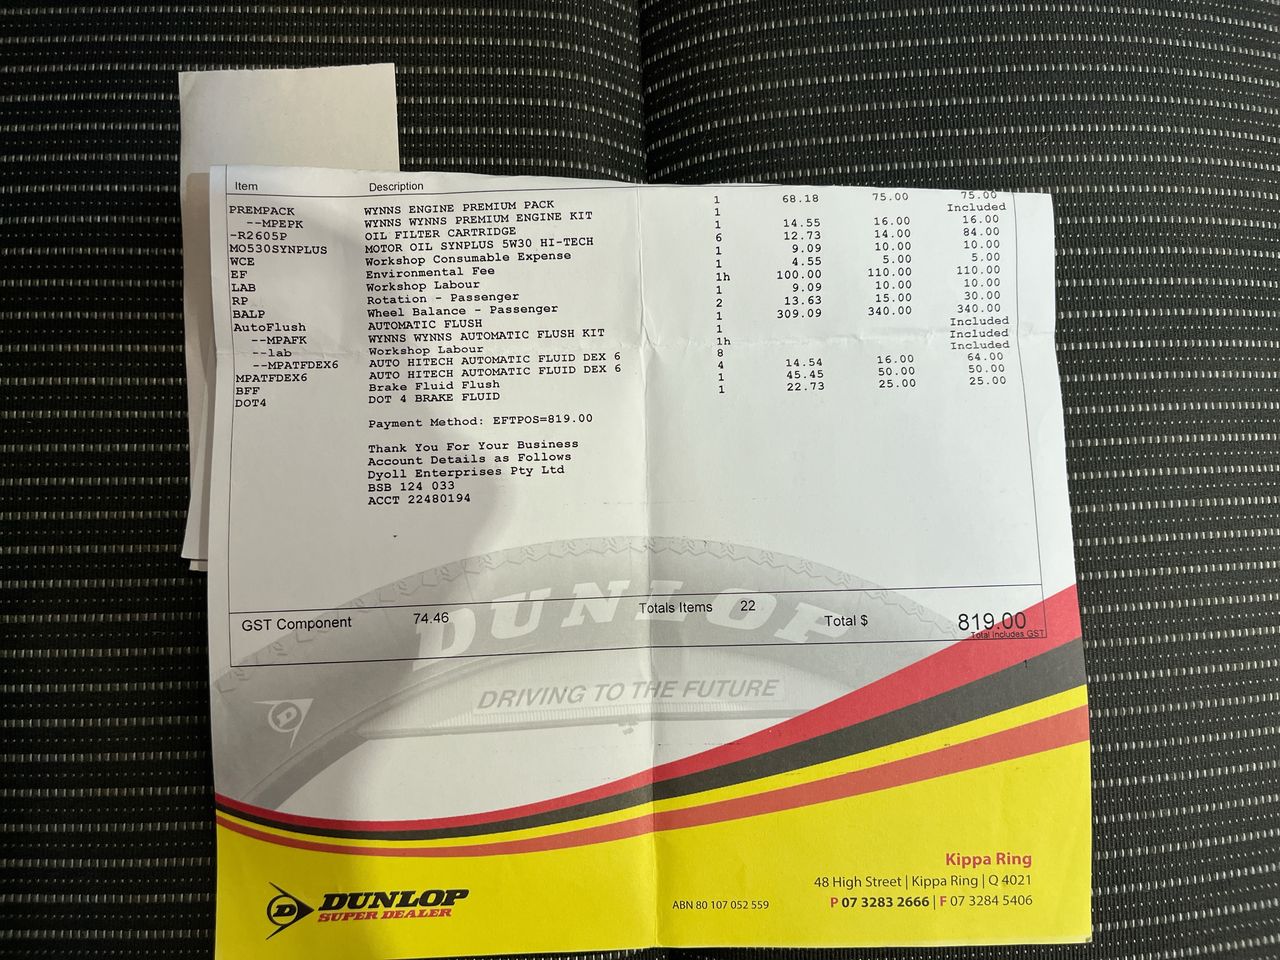 Item Description
PREMPACK WYNNS ENGINE PREMIUM PACK 1 68.18 75.00 75.00
--MPEPK WYNNS WYNNS PREMIUM ENGINE KIT 1 Included
-R2605P OIL FILTER CARTRIDGE 1 14.55 16.00 16.00
MO530SYNPLUS MOTOR OIL SYNPLUS 5W30 HI-TECH 6 12.73 14.00 84.00
WCE Workshop Consumable Expense 1 9.09 10.00 10.00
EF Environmental Fee 1 4.55 5.00 5.00
LAB Workshop Labour 1h 100.00 110.00 110.00
RP Rotation - Passenger 1 9.09 10.00 10.00
BALP Wheel Balance - Passenger 2 13.63 15.00 30.00
AutoFlush AUTOMATIC FLUSH 1 309.09 340.00 340.00
--MPAFK WYNNS WYNNS AUTOMATIC FLUSH KIT 1 Included
--lab Workshop Labour 1h Included
--MPATFDEX6 AUTO HITECH AUTOMATIC FLUID DEX 6 8 Included
MPATFDEX6 AUTO HITECH AUTOMATIC FLUID DEX 6 4 14.54 16.00 64.00
BFF Brake Fluid Flush 1 45.45 50.00 50.00
DOT4 DOT 4 BRAKE FLUID 1 22.73 25.00 25.00
Payment Method: EFTPOS=819.00
Thank You For Your Business
Account Details as Follows
Dyoll Enterprises Pty Ltd
BSB 124 033
ACCT 22480194
GST Component 74.46 Totals Items 22 Total $ 819.00
Total Includes GST
DUNLOP
DRIVING TO THE FUTURE
D
Kippa Ring
48 High Street | Kippa Ring | Q 4021
P 07 3283 2666 | F 07 3284 5406
ABN 80 107 052 559
D DUNLOP
SUPER DEALER